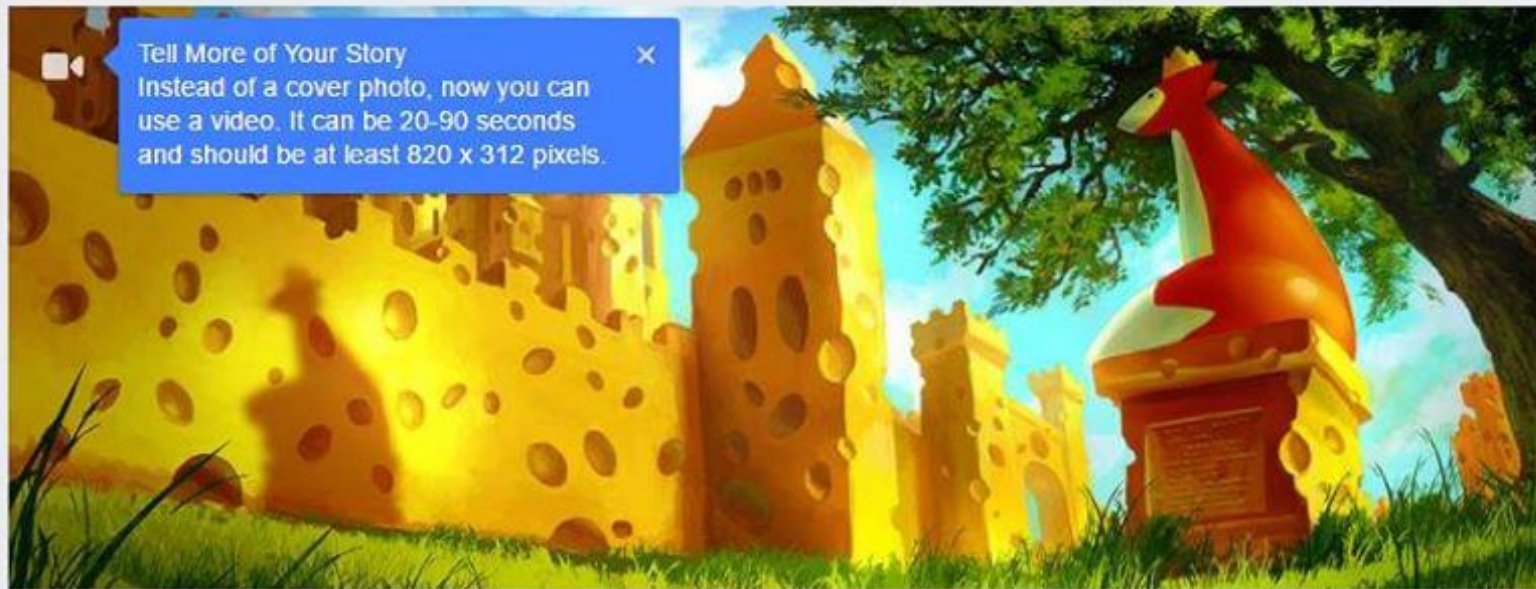 Tell More of Your Story
Instead of a cover photo, now you can
use a video. It can be 20-90 seconds
and should be at least 820 x 312 pixels.